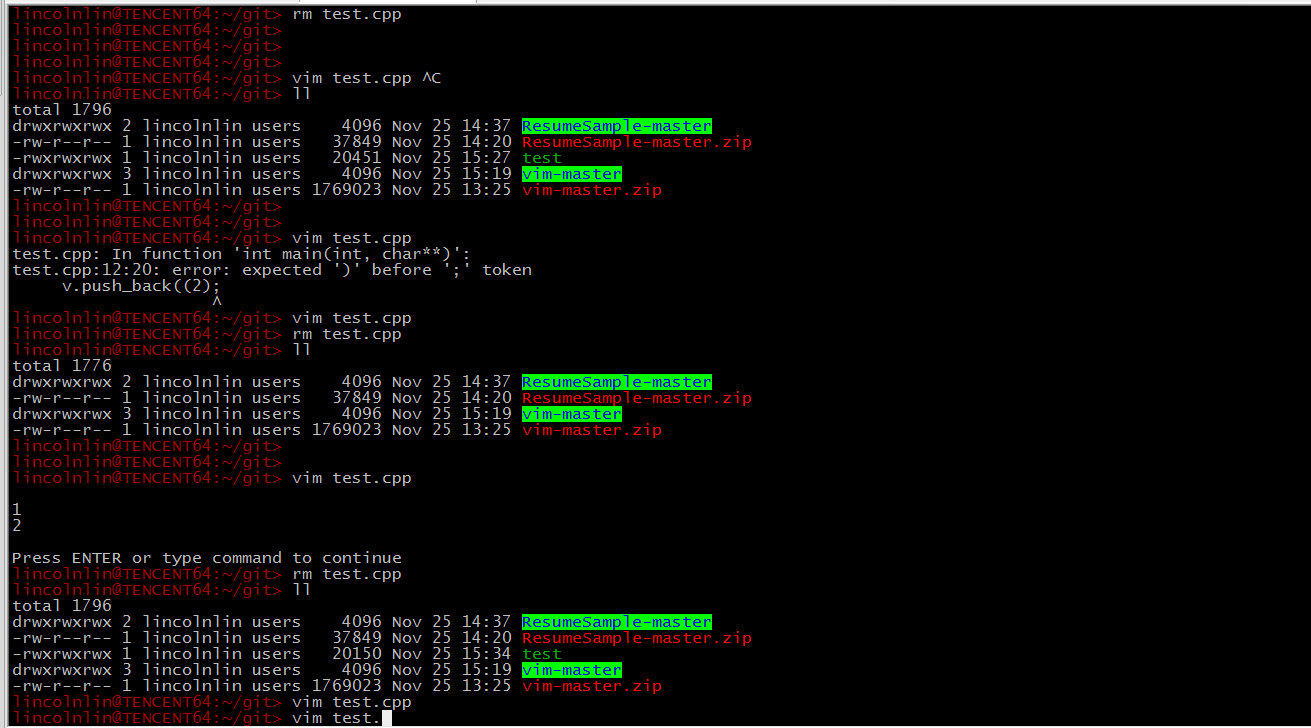 lincolnlin@TENCENT64:~/git> rm test.cpp
lincolnlin@TENCENT64:~/git>
lincolnlin@TENCENT64:~/git>
lincolnlin@TENCENT64:~/git>
lincolnlin@TENCENT64:~/git> vim test.cpp ^C
lincolnlin@TENCENT64:~/git> ll
total 1796
drwxrwxrwx 2 lincolnlin users    4096 Nov 25 14:37 ResumeSample-master
-rw-r--r-- 1 lincolnlin users   37849 Nov 25 14:20 ResumeSample-master.zip
-rwxrwxrwx 1 lincolnlin users   20451 Nov 25 15:27 test
drwxrwxrwx 3 lincolnlin users    4096 Nov 25 15:19 vim-master
-rw-r--r-- 1 lincolnlin users 1769023 Nov 25 13:25 vim-master.zip
lincolnlin@TENCENT64:~/git>
lincolnlin@TENCENT64:~/git>
lincolnlin@TENCENT64:~/git> vim test.cpp
test.cpp: In function 'int main(int, char**)':
test.cpp:12:20: error: expected ')' before ';' token
     v.push_back((2);
                    ^
lincolnlin@TENCENT64:~/git> vim test.cpp
lincolnlin@TENCENT64:~/git> rm test.cpp
lincolnlin@TENCENT64:~/git> ll
total 1776
drwxrwxrwx 2 lincolnlin users    4096 Nov 25 14:37 ResumeSample-master
-rw-r--r-- 1 lincolnlin users   37849 Nov 25 14:20 ResumeSample-master.zip
drwxrwxrwx 3 lincolnlin users    4096 Nov 25 15:19 vim-master
-rw-r--r-- 1 lincolnlin users 1769023 Nov 25 13:25 vim-master.zip
lincolnlin@TENCENT64:~/git>
lincolnlin@TENCENT64:~/git>
lincolnlin@TENCENT64:~/git> vim test.cpp
1
2
Press ENTER or type command to continue
lincolnlin@TENCENT64:~/git> rm test.cpp
lincolnlin@TENCENT64:~/git> ll
total 1796
drwxrwxrwx 2 lincolnlin users    4096 Nov 25 14:37 ResumeSample-master
-rw-r--r-- 1 lincolnlin users   37849 Nov 25 14:20 ResumeSample-master.zip
-rwxrwxrwx 1 lincolnlin users   20150 Nov 25 15:34 test
drwxrwxrwx 3 lincolnlin users    4096 Nov 25 15:19 vim-master
-rw-r--r-- 1 lincolnlin users 1769023 Nov 25 13:25 vim-master.zip
lincolnlin@TENCENT64:~/git> vim test.cpp
lincolnlin@TENCENT64:~/git> vim test.